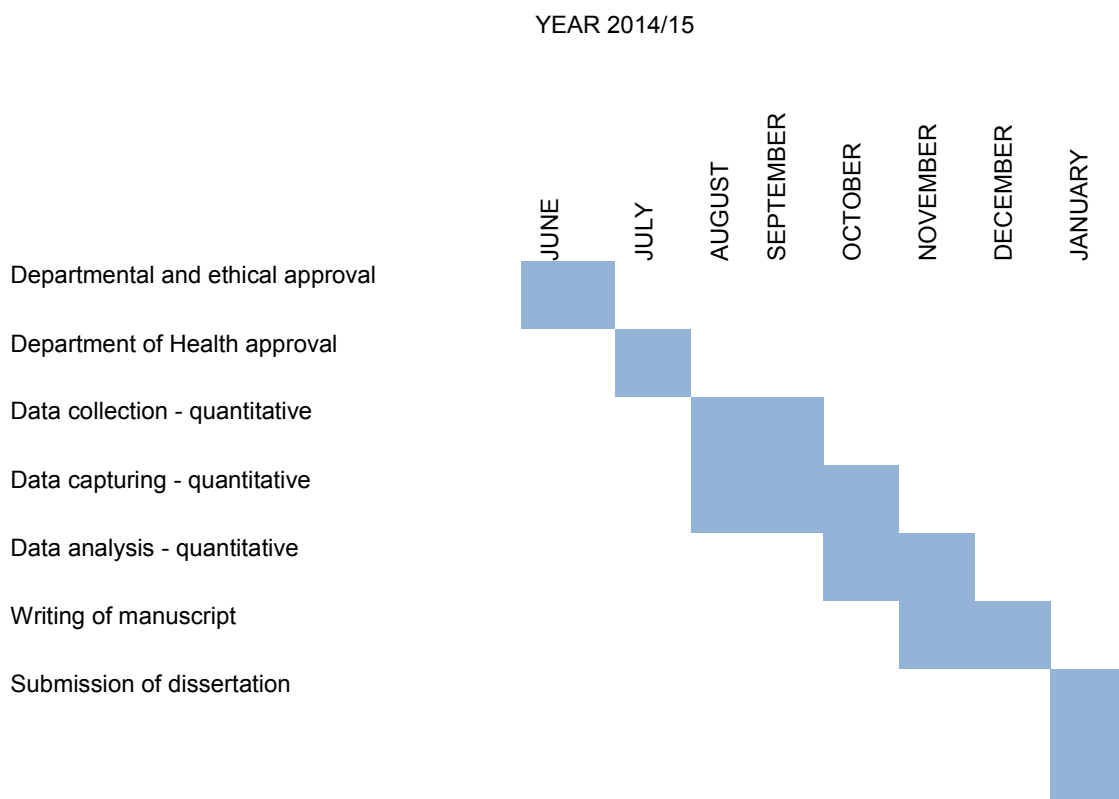 YEAR 2014/15
JUNE
JULY
AUGUST
SEPTEMBER
OCTOBER
NOVEMBER
DECEMBER
JANUARY
Departmental and ethical approval
Department of Health approval
Data collection - quantitative
Data capturing - quantitative
Data analysis - quantitative
Writing of manuscript
Submission of dissertation